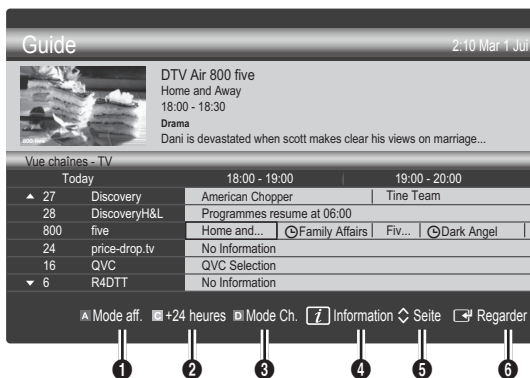 Guide
2:10 Mar 1 Jui
DTV Air 800 five
Home and Away
18:00 - 18:30
Drama
Dani is devastated when scott makes clear his views on marriage...
Vue chaînes - TV
Today 18:00 - 19:00 19:00 - 20:00
▲ 27 Discovery American Chopper Tine Team
28 DiscoveryH&L Programmes resume at 06:00
800 five Home and... Family Affairs Fiv... Dark Angel
24 price-drop.tv No Information
16 QVC QVC Selection
▼ 6 R4DTT No Information
A Mode aff. C +24 heures D Mode Ch. i Information Seite Regarder
1 2 3 4 5 6